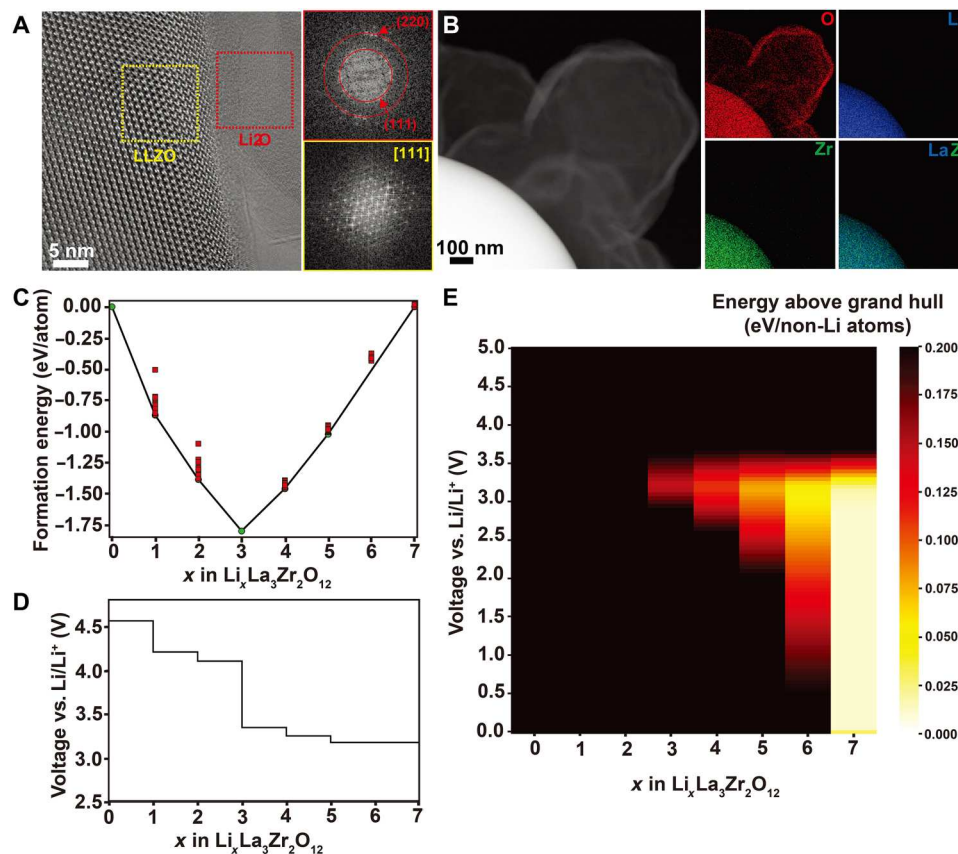 A
LLZO
Li2O
5 nm
(220)
(111)
[111]
B
100 nm
O
L
Zr
La Z
C
Formation energy (eV/atom)
0.00
−0.25
−0.50
−0.75
−1.00
−1.25
−1.50
−1.75
0 1 2 3 4 5 6 7
x in LixLa3Zr2O12
D
Voltage vs. Li/Li+ (V)
4.5
4.0
3.5
3.0
2.5
0 1 2 3 4 5 6 7
x in LixLa3Zr2O12
E
Energy above grand hull
(eV/non-Li atoms)
Voltage vs. Li/Li+ (V)
5.0
4.5
4.0
3.5
3.0
2.5
2.0
1.5
1.0
0.5
0.0
0 1 2 3 4 5 6 7
x in LixLa3Zr2O12
0.200
0.175
0.150
0.125
0.100
0.075
0.050
0.025
0.000